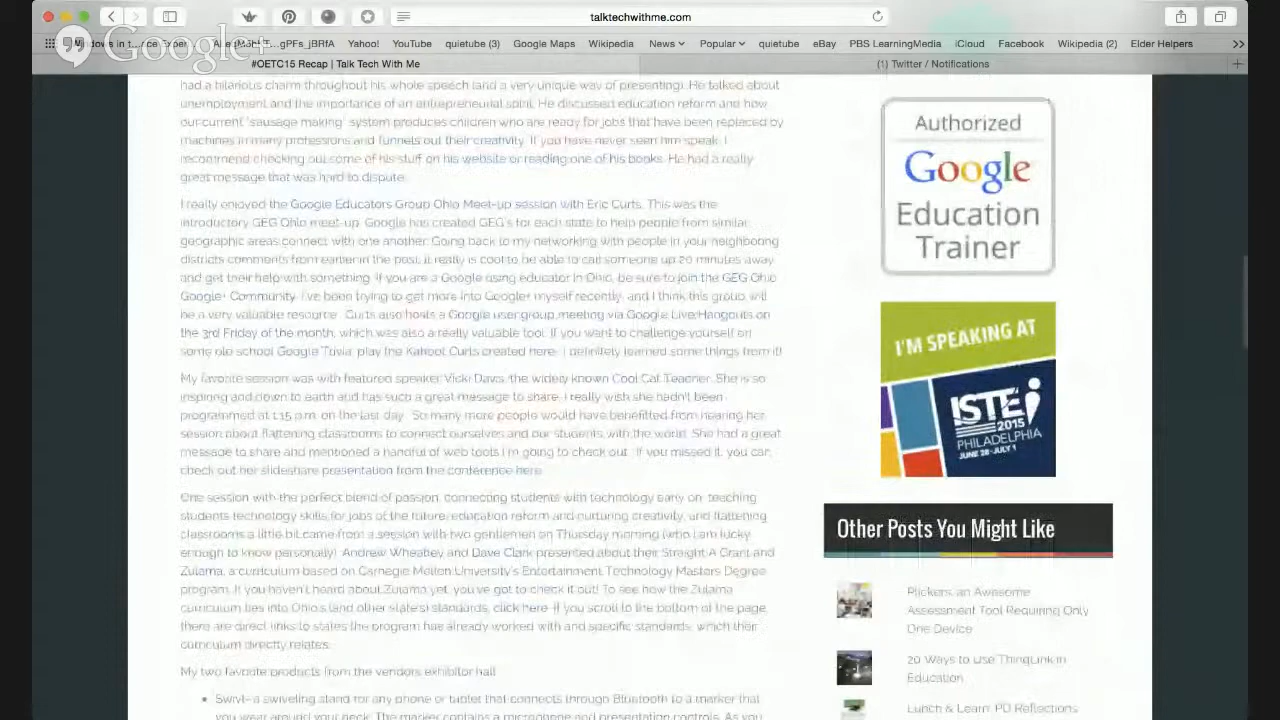 talktechwithme.com
Google+
Yahoo! YouTube quietube (3) Google Maps Wikipedia News Popular quietube eBay PBS LearningMedia iCloud Facebook Wikipedia (2) Elder Helpers
#OETC15 Recap | Talk Tech With Me
(1) Twitter / Notifications
had a hilarious charm throughout his whole speech (and a very unique way of presenting). He talked about
unemployment and the importance of an entrepreneurial spirit. He discussed education reform and how
our current "sausage making" system produces children who are ready for jobs that have been replaced by
machines in many professions and funnels out their creativity. If you have never seen him speak, I
recommend checking out some of his stuff on his website or reading one of his books. He had a really
great message that was hard to dispute.
I really enjoyed the Google Educators Group Ohio Meet-up session with Eric Curts. This was the
introductory GEG Ohio meet-up. Google has created GEG's for each state to help people from similar
geographic areas connect with one another. Going back to my networking with people in your neighboring
districts comments from earlier in the post, it really is cool to be able to call someone up 20 minutes away
and get their help with something. If you are a Google using educator in Ohio, be sure to join the GEG Ohio
Google+ Community. I've been trying to get more into Google+ myself recently, and I think this group will
be a very valuable resource. Curts also hosts a Google user group meeting via Google Live Hangouts on
the 3rd Friday of the month, which was also a really valuable tool. If you want to challenge yourself on
some ole school Google Trivia, play the Kahoot Curts created here. I definitely learned some things from it!
My favorite session was with featured speaker Vicki Davis, the widely known Cool Cat Teacher. She is so
inspiring and down to earth and has such a great message to share. I really wish she hadn't been
programmed at 1:15 p.m. on the last day. So many more people would have benefitted from hearing her
session about flattening classrooms to connect ourselves and our students with the world. She had a great
message to share and mentioned a handful of web tools I'm going to check out. If you missed it, you can
check out her slideshare presentation from the conference here.
One session with the perfect blend of passion, connecting students with technology early on, teaching
students technology skills for jobs of the future, education reform and nurturing creativity, and flattening
classrooms a little bit came from a session with two gentlemen on Thursday morning (who I am lucky
enough to know personally). Andrew Wheatley and Dave Clark presented about their Straight A Grant and
Zulama, a curriculum based on Carnegie Mellon University's Entertainment Technology Masters Degree
program. If you haven't heard about Zulama yet, you've got to check it out! To see how the Zulama
curriculum ties into Ohio's (and other state's) standards, click here. If you scroll to the bottom of the page,
there are direct links to states the program has already worked with and specific standards, which their
curriculum directly relates.
My two favorite products from the vendors exhibitor hall
• Swivl– a swiveling stand for any phone or tablet that connects through Bluetooth to a marker that
you wear around your neck. The marker contains a microphone and presentation controls. As you
Authorized
Google
Education
Trainer
I'M SPEAKING AT
ISTE
2015
PHILADELPHIA
JUNE 28-JULY 1
Other Posts You Might Like
Plickers: an Awesome
Assessment Tool Requiring Only
One Device
20 Ways to Use ThingLink in
Education
Lunch & Learn: PD Reflections